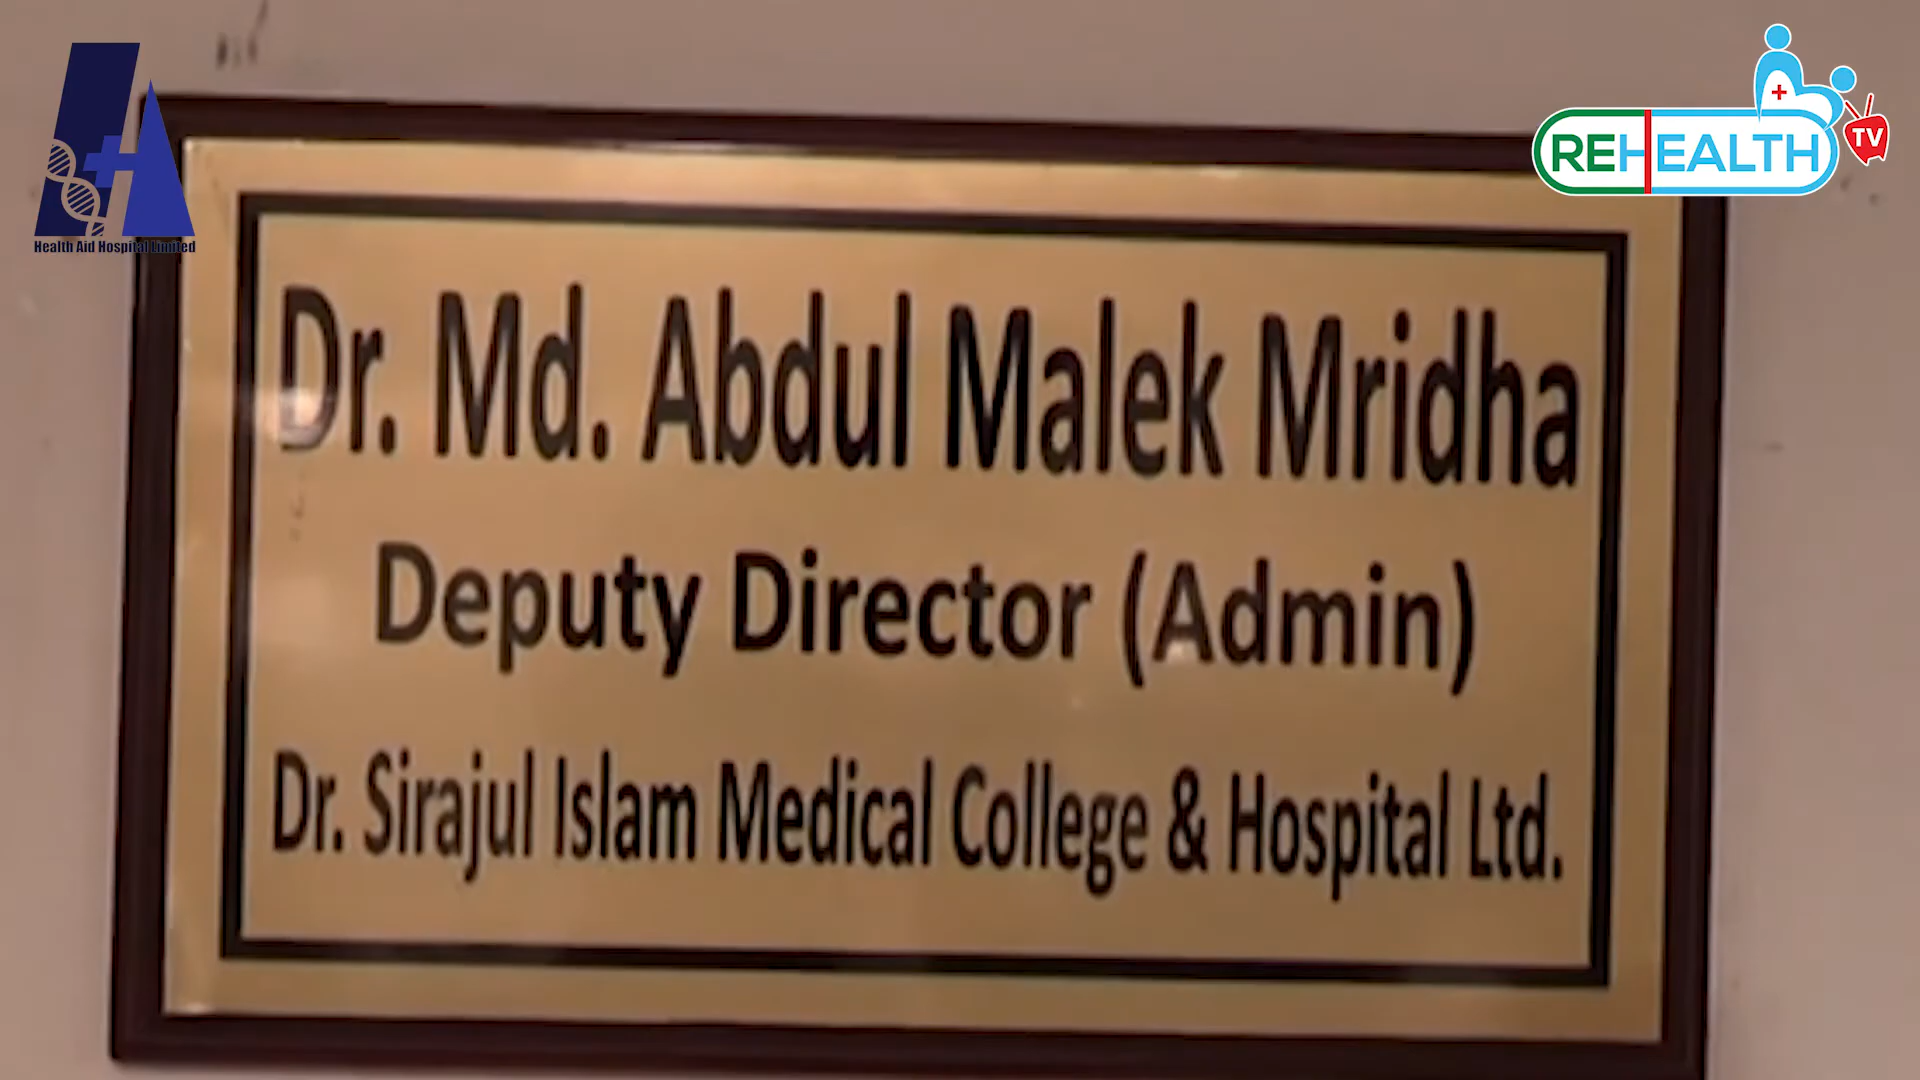 Health Aid Hospital Limited
REHEALTH TV
Dr. Md. Abdul Malek Mridha
Deputy Director (Admin)
Dr. Sirajul Islam Medical College & Hospital Ltd.